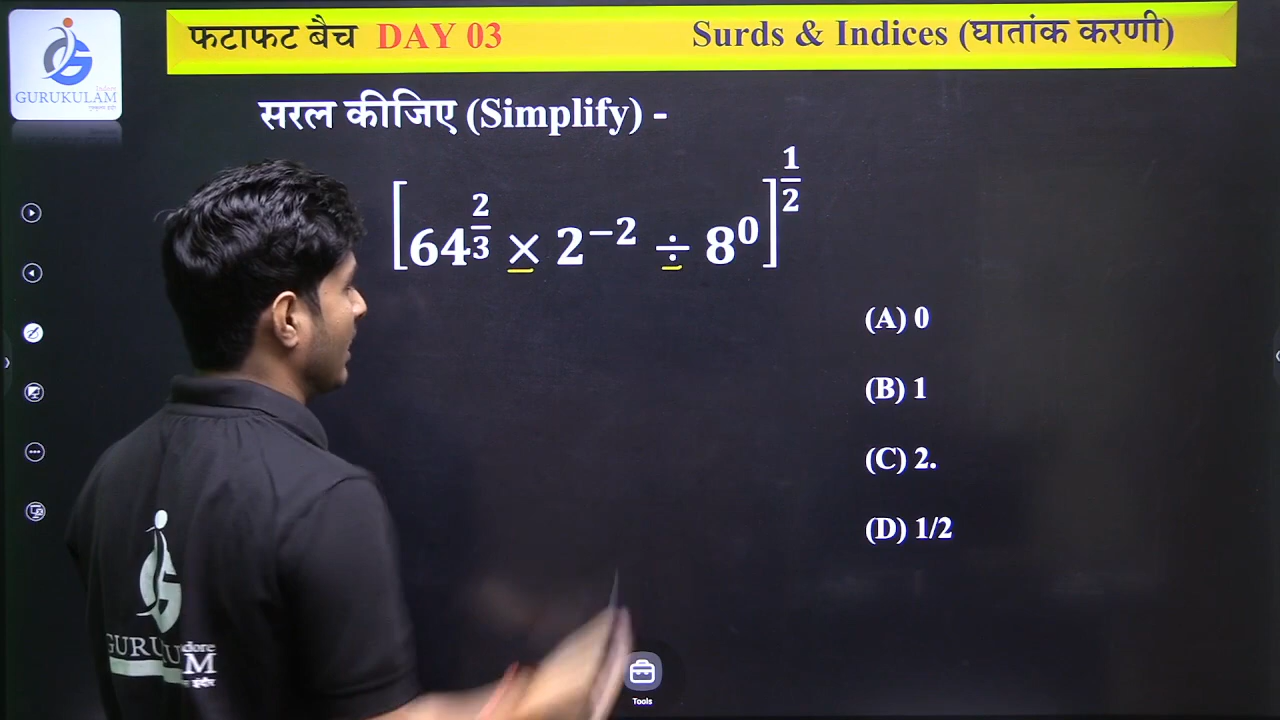 फटाफट बैच DAY 03
Surds & Indices (घातांक करणी)
Indore
GURUKULAM
सरल कीजिए (Simplify) -
[64^(2/3) × 2^(−2) ÷ 8^0]^(1/2)
(A) 0
(B) 1
(C) 2.
(D) 1/2
Tools